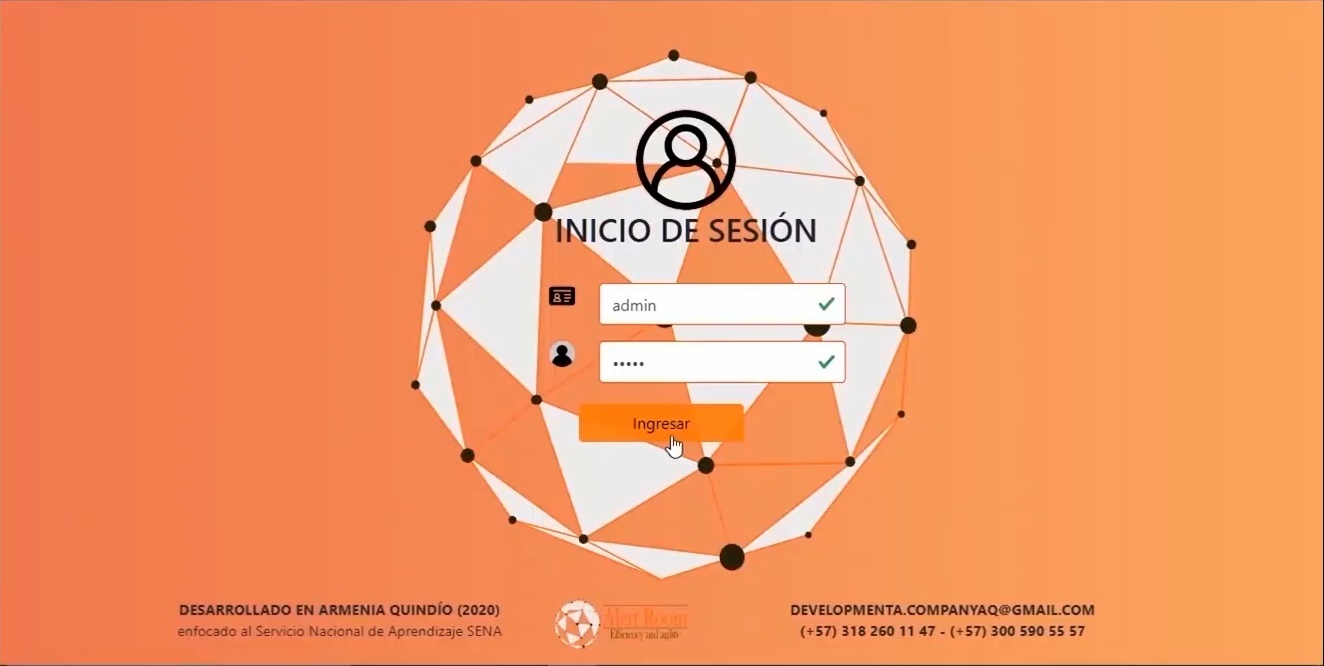 INICIO DE SESIÓN
admin
•••••
Ingresar
DESARROLLADO EN ARMENIA QUINDÍO (2020)
enfocado al Servicio Nacional de Aprendizaje SENA
Alert Room
Efficiency and agility
DEVELOPMENTA.COMPANYAQ@GMAIL.COM
(+57) 318 260 11 47 - (+57) 300 590 55 57